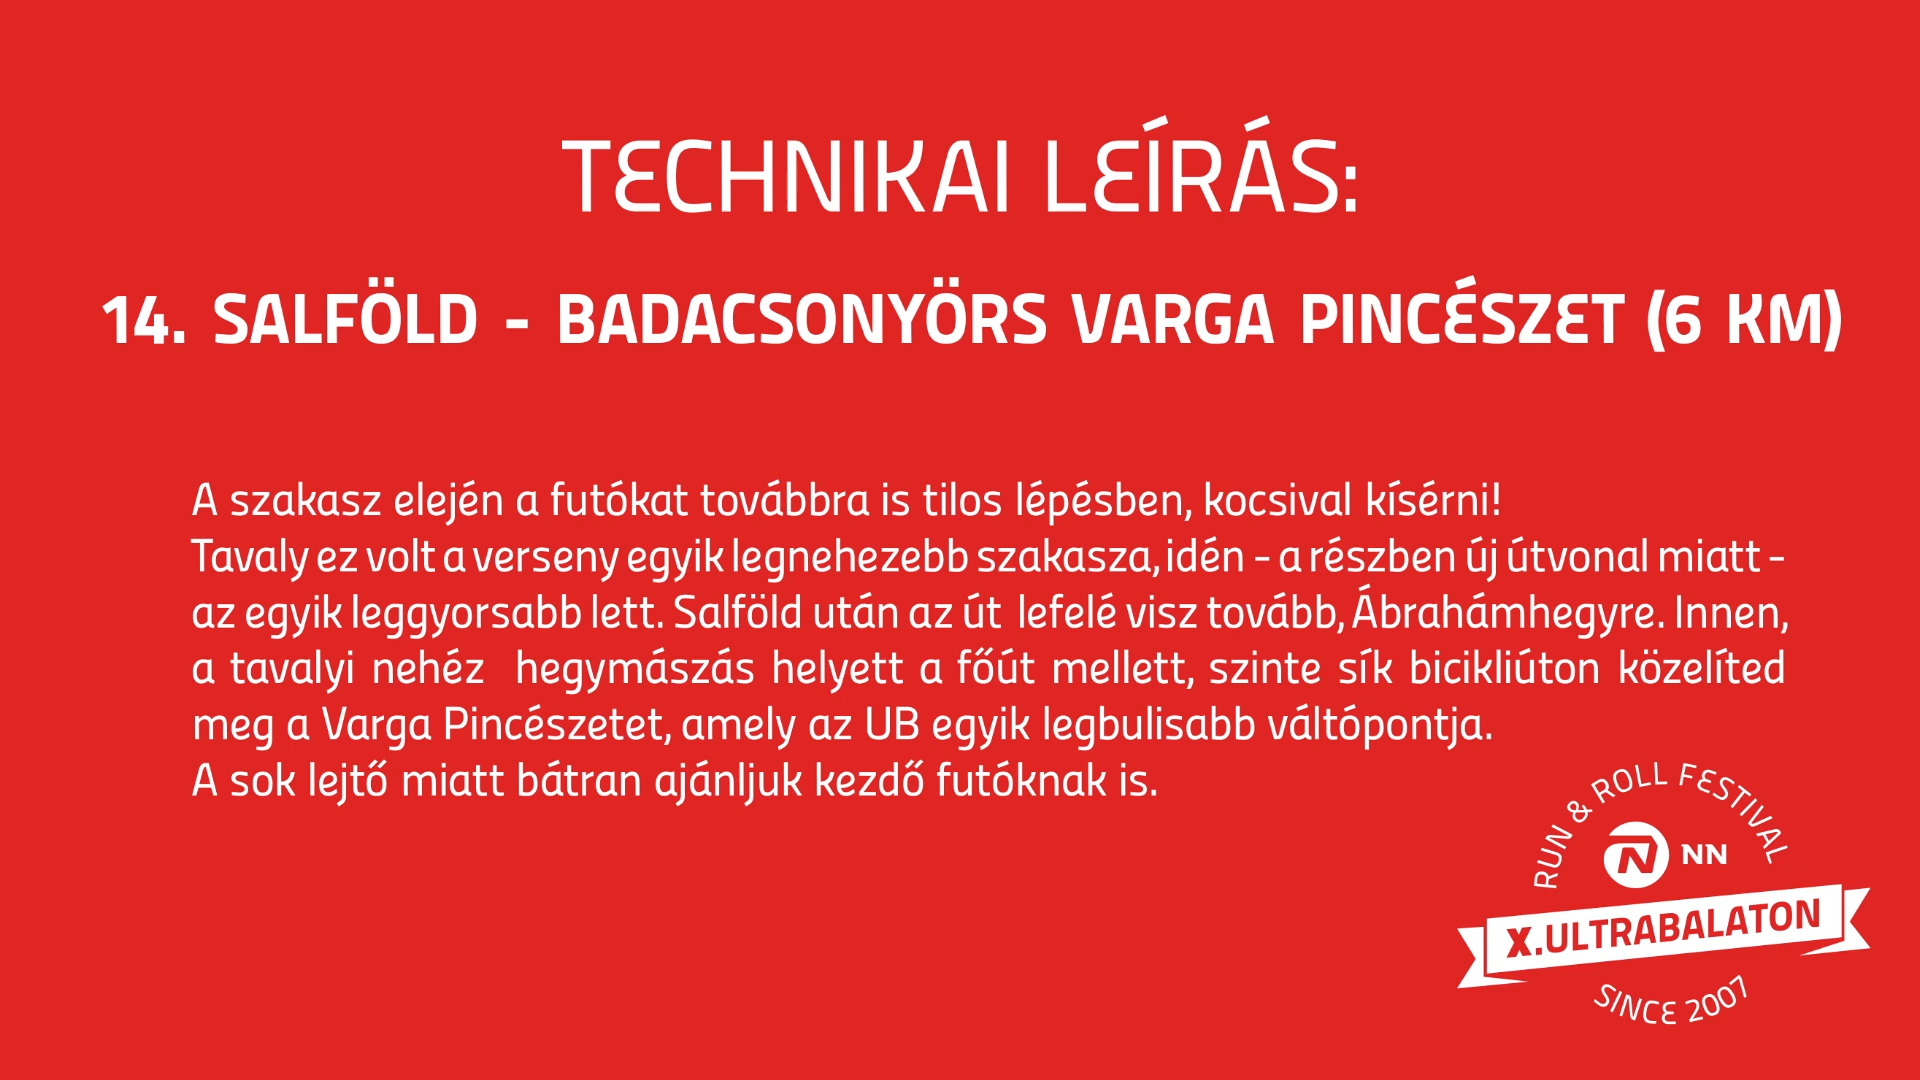 TECHNIKAI LEÍRÁS:
14. SALFÖLD - BADACSONYÖRS VARGA PINCÉSZET (6 KM)
A szakasz elején a futókat továbbra is tilos lépésben, kocsival kísérni!
Tavaly ez volt a verseny egyik legnehezebb szakasza, idén - a részben új útvonal miatt -
az egyik leggyorsabb lett. Salföld után az út lefelé visz tovább, Ábrahámhegyre. Innen,
a tavalyi nehéz hegymászás helyett a főút mellett, szinte sík bicikliúton közelíted
meg a Varga Pincészetet, amely az UB egyik legbulisabb váltópontja.
A sok lejtő miatt bátran ajánljuk kezdő futóknak is.
RUN & ROLL FESTIVAL
N NN
X.ULTRABALATON
SINCE 2007